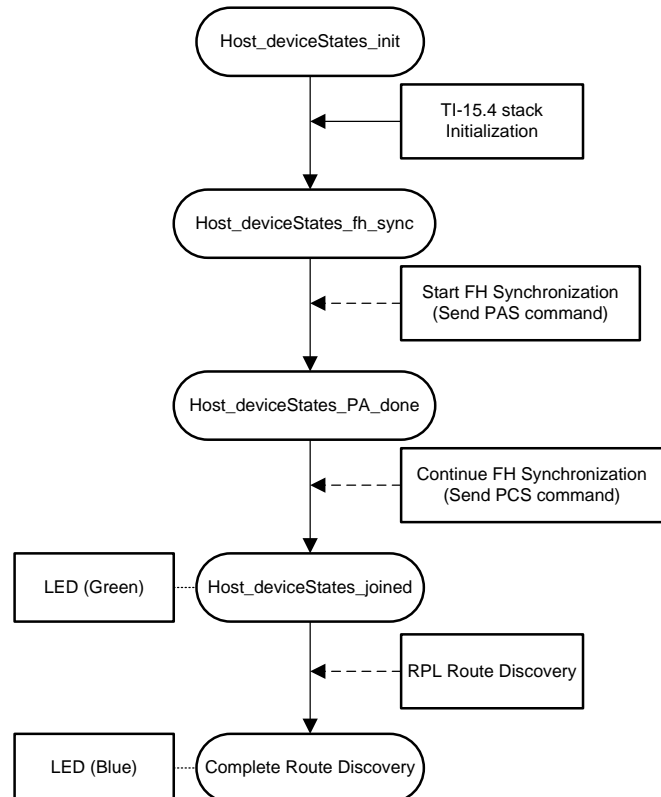 Host_deviceStates_init
TI-15.4 stack
Initialization
Host_deviceStates_fh_sync
Start FH Synchronization
(Send PAS command)
Host_deviceStates_PA_done
Continue FH Synchronization
(Send PCS command)
LED (Green)
Host_deviceStates_joined
RPL Route Discovery
LED (Blue)
Complete Route Discovery